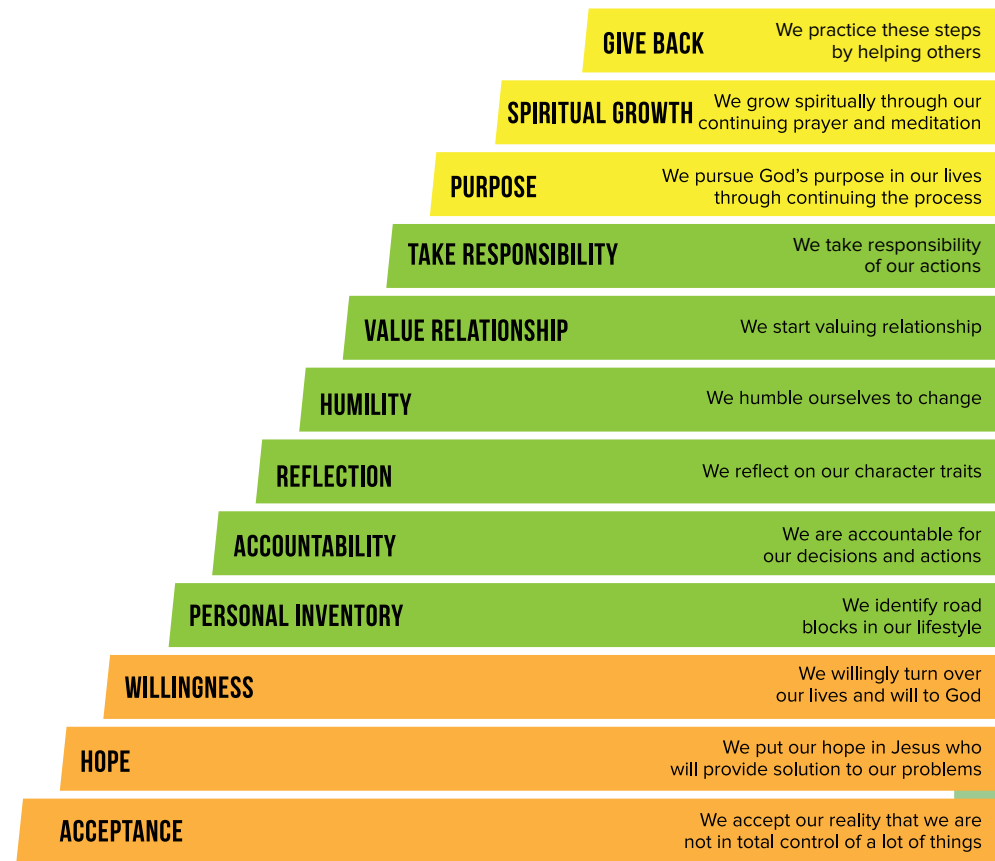 GIVE BACK
We practice these steps
by helping others
SPIRITUAL GROWTH
We grow spiritually through our
continuing prayer and meditation
PURPOSE
We pursue God’s purpose in our lives
through continuing the process
TAKE RESPONSIBILITY
We take responsibility
of our actions
VALUE RELATIONSHIP
We start valuing relationship
HUMILITY
We humble ourselves to change
REFLECTION
We reflect on our character traits
ACCOUNTABILITY
We are accountable for
our decisions and actions
PERSONAL INVENTORY
We identify road
blocks in our lifestyle
WILLINGNESS
We willingly turn over
our lives and will to God
HOPE
We put our hope in Jesus who
will provide solution to our problems
ACCEPTANCE
We accept our reality that we are
not in total control of a lot of things